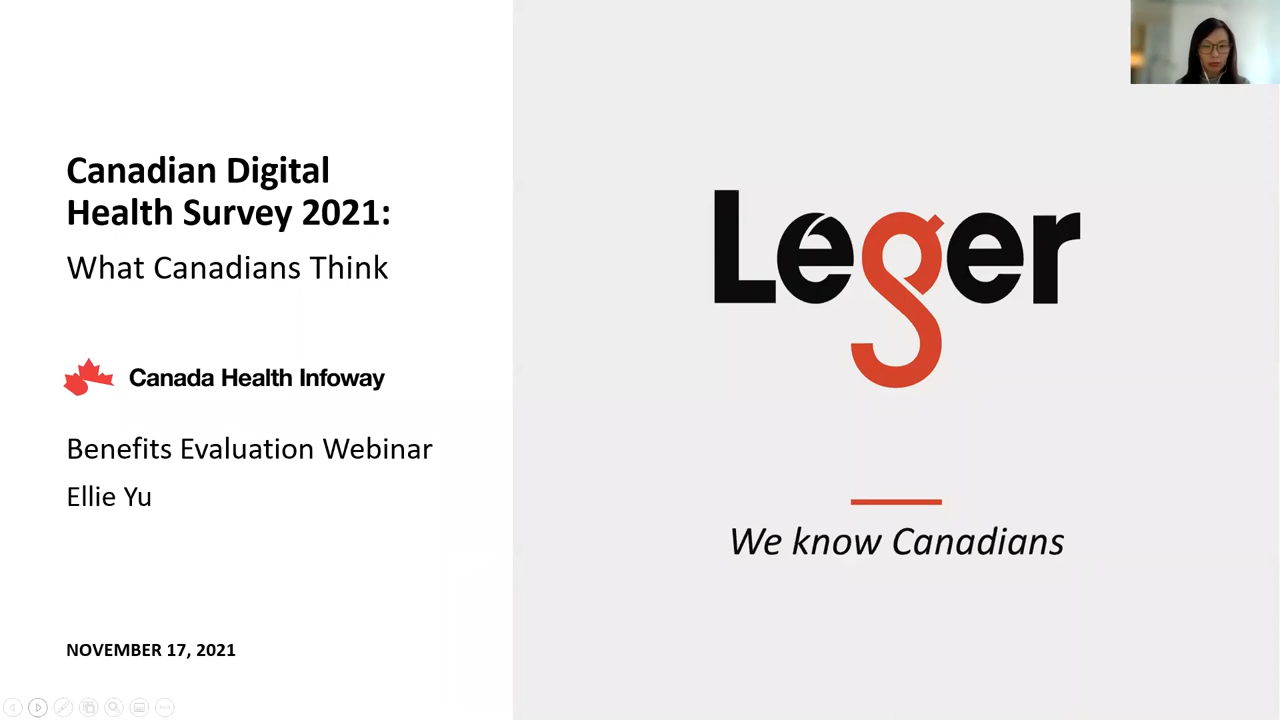 Canadian Digital
Health Survey 2021:
What Canadians Think
Canada Health Infoway
Benefits Evaluation Webinar
Ellie Yu
NOVEMBER 17, 2021
Leger
We know Canadians